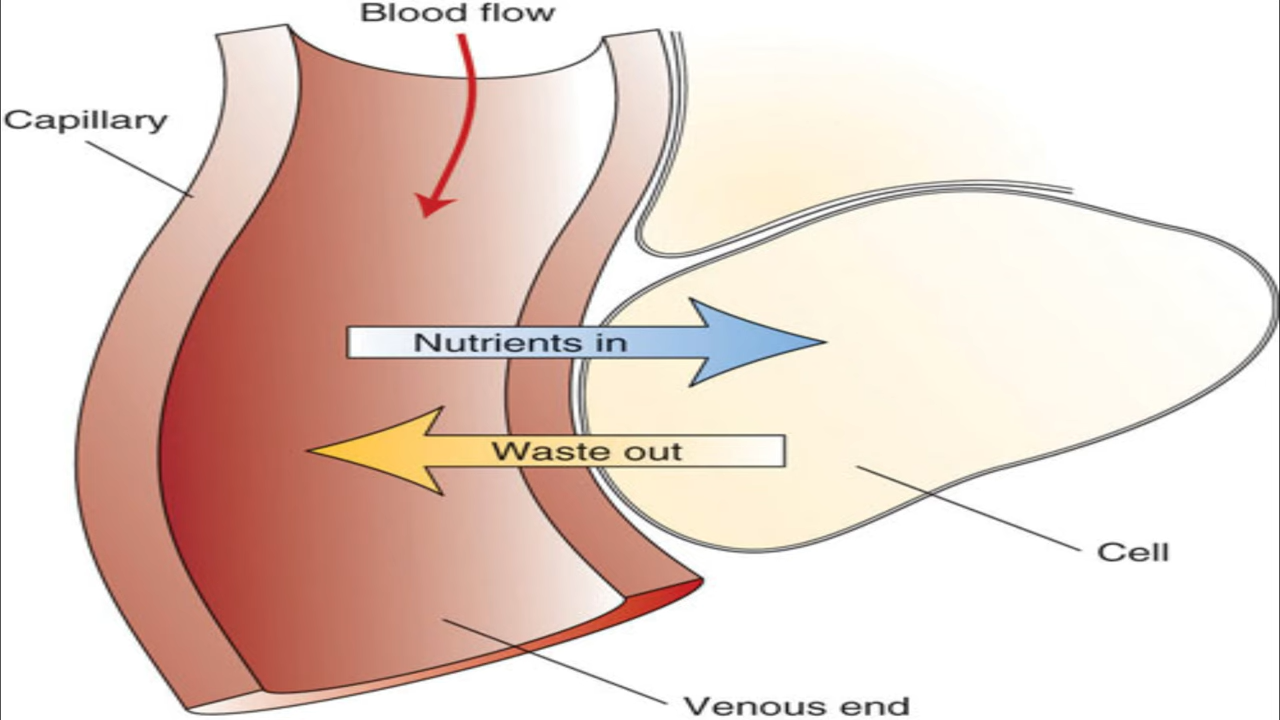 Blood flow
Capillary
Nutrients in
Waste out
Cell
Venous end